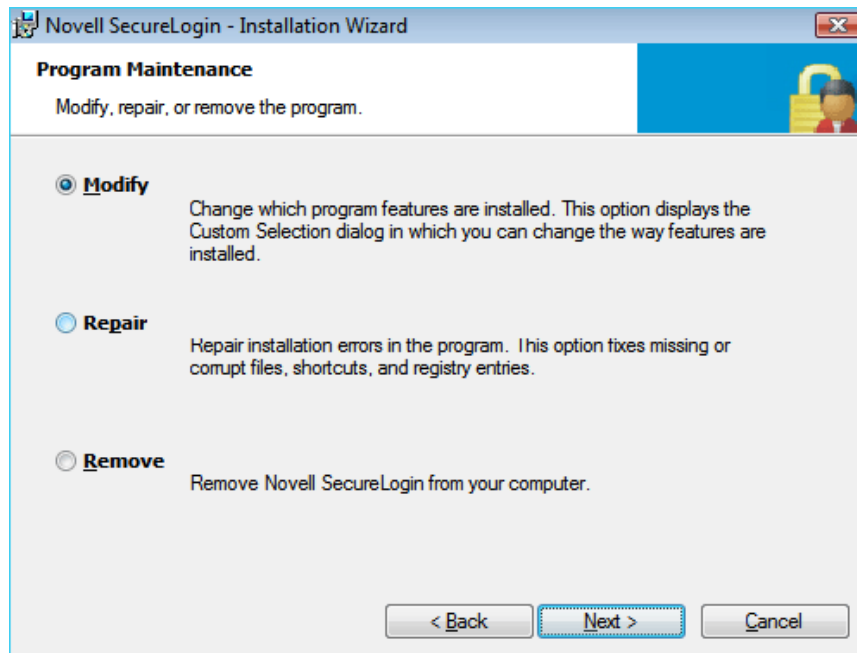 Novell SecureLogin - Installation Wizard
Program Maintenance
Modify, repair, or remove the program.
Modify
Change which program features are installed. This option displays the
Custom Selection dialog in which you can change the way features are
installed.
Repair
Repair installation errors in the program. This option fixes missing or
corrupt files, shortcuts, and registry entries.
Remove
Remove Novell SecureLogin from your computer.
< Back
Next >
Cancel